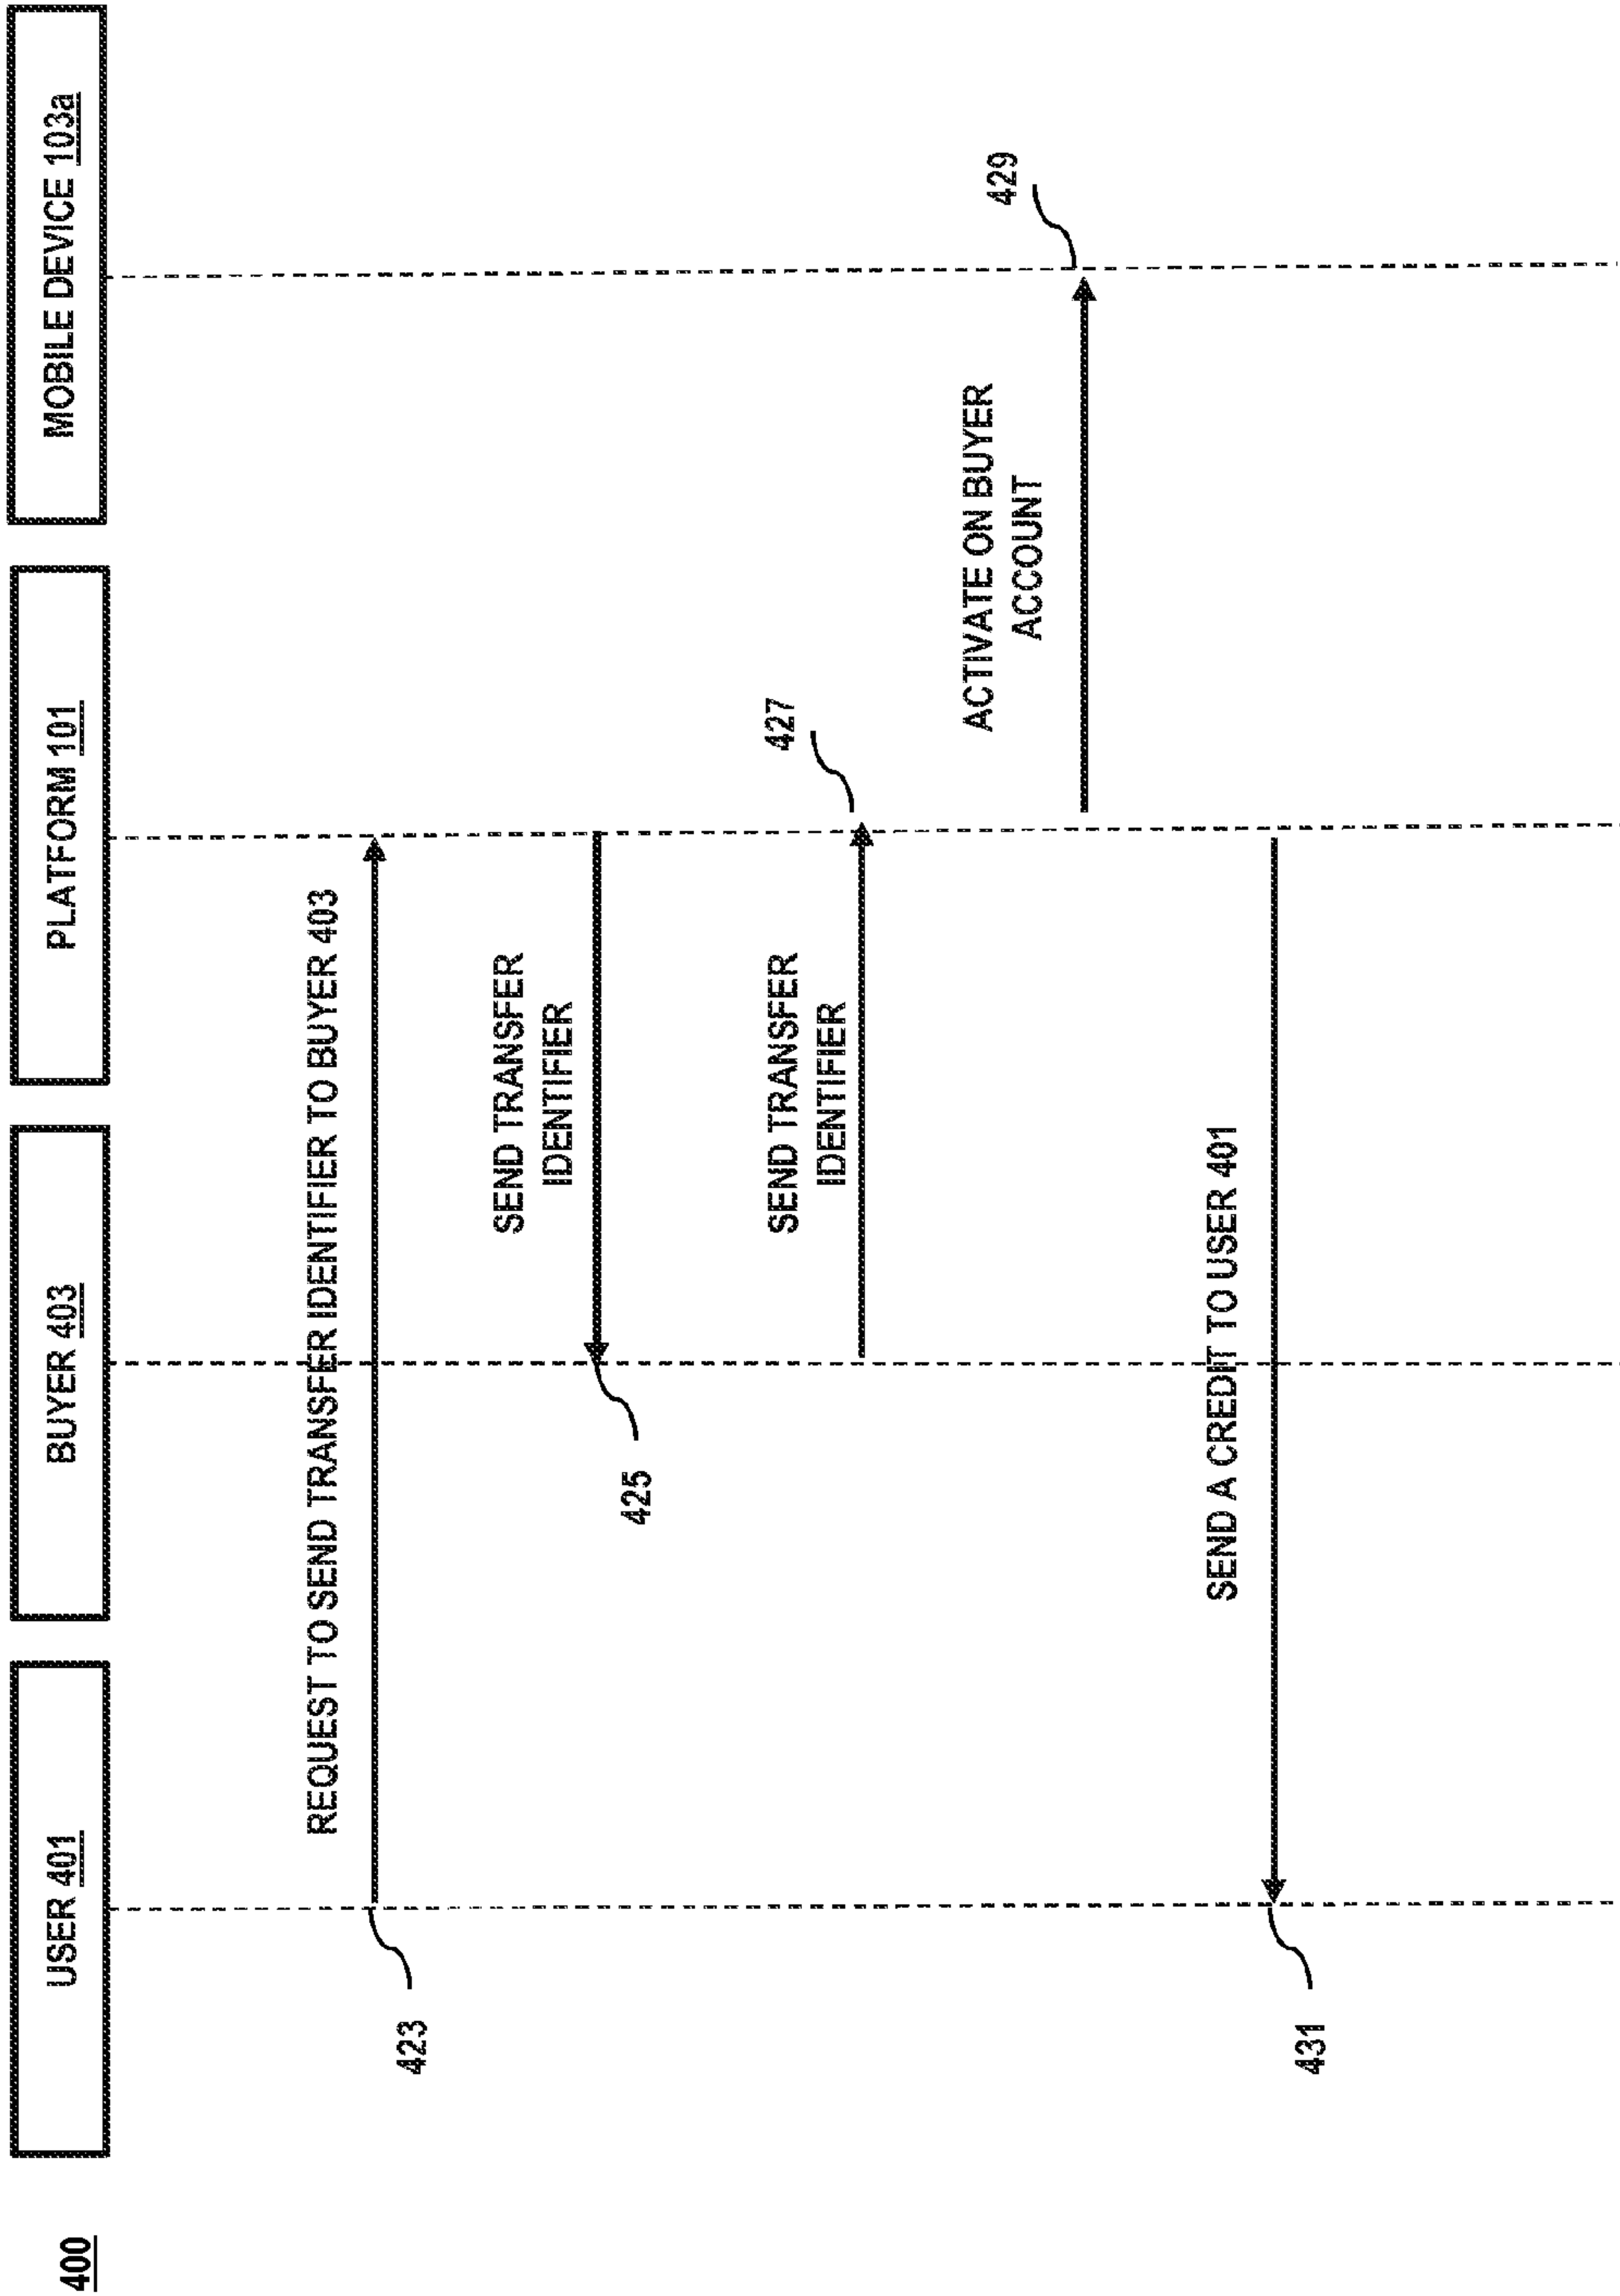 400
USER 401
BUYER 403
PLATFORM 101
MOBILE DEVICE 103a
REQUEST TO SEND TRANSFER IDENTIFIER TO BUYER 403
423
SEND TRANSFER
IDENTIFIER
425
SEND TRANSFER
IDENTIFIER
427
ACTIVATE ON BUYER
ACCOUNT
429
SEND A CREDIT TO USER 401
431